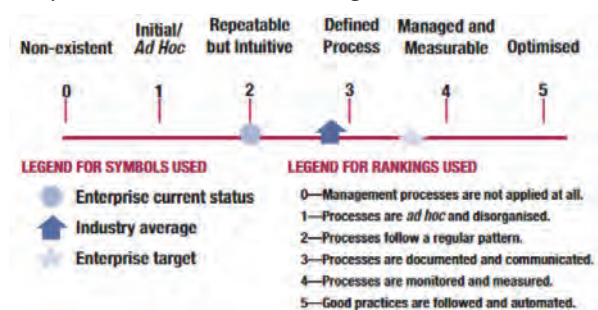 Non-existent Initial/ Ad Hoc Repeatable but Intuitive Defined Process Managed and Measurable Optimised
0 1 2 3 4 5
LEGEND FOR SYMBOLS USED
Enterprise current status
Industry average
Enterprise target
LEGEND FOR RANKINGS USED
0—Management processes are not applied at all.
1—Processes are ad hoc and disorganised.
2—Processes follow a regular pattern.
3—Processes are documented and communicated.
4—Processes are monitored and measured.
5—Good practices are followed and automated.